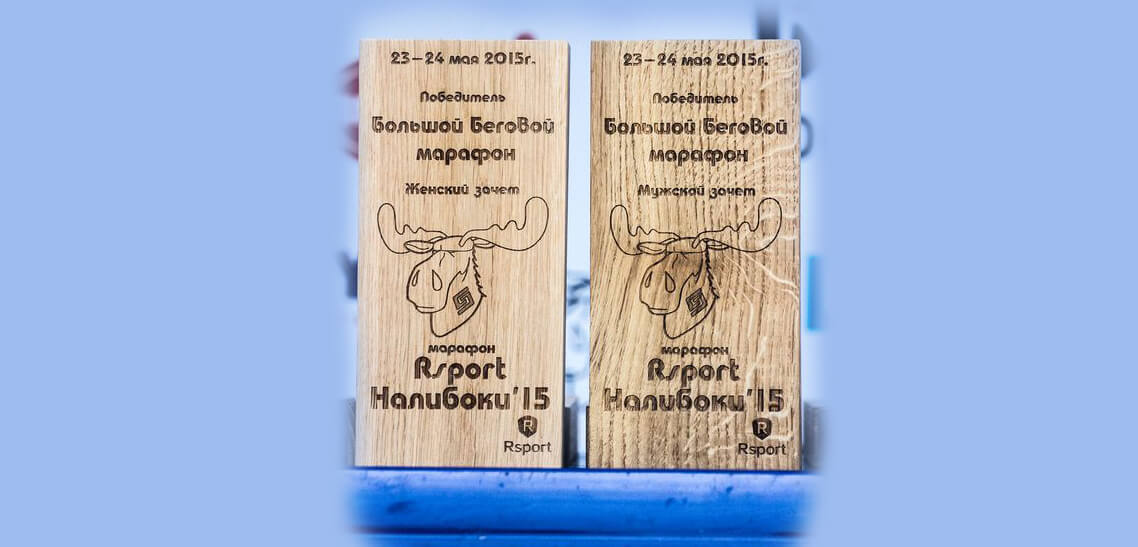 23–24 мая 2015г.
Победитель
Большой Беговой
марафон
Женский зачет
марафон
Rsport
Налибоки'15
R
Rsport
23–24 мая 2015г.
Победитель
Большой Беговой
марафон
Мужской зачет
марафон
Rsport
Налибоки'15
R
Rsport